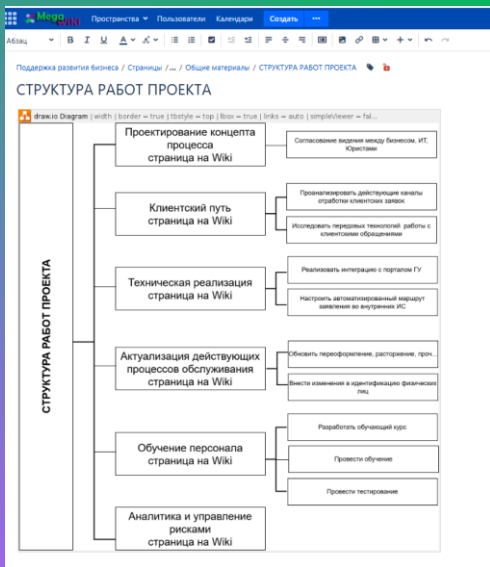 MegaWiki Пространства Пользователи Календари Создать ...
Абзац B I U A
Поддержка развития бизнеса / Страницы /... / Общие материалы / СТРУКТУРА РАБОТ ПРОЕКТА
СТРУКТУРА РАБОТ ПРОЕКТА
draw.io Diagram | width | border = true | tbstyle = top | lbox = true | links = auto | simpleViewer = fal...
СТРУКТУРА РАБОТ ПРОЕКТА
Проектирование концепта
процесса
страница на Wiki
Согласование видения между бизнесом, ИТ,
Юристами
Клиентский путь
страница на Wiki
Проанализировать действующие каналы
отработки клиентских заявок
Исследовать передовых технологий работы с
клиентскими обращениями
Техническая реализация
страница на Wiki
Реализовать интеграцию с порталом ГУ
Настроить автоматизированный маршрут
заявления во внутренних ИС
Актуализация действующих
процессов обслуживания
страница на Wiki
Обновить переоформление, расторжение, проч...
Внести изменения в идентификацию физических
лиц
Обучение персонала
страница на Wiki
Разработать обучающий курс
Провести обучение
Провести тестирование
Аналитика и управление
рисками
страница на Wiki